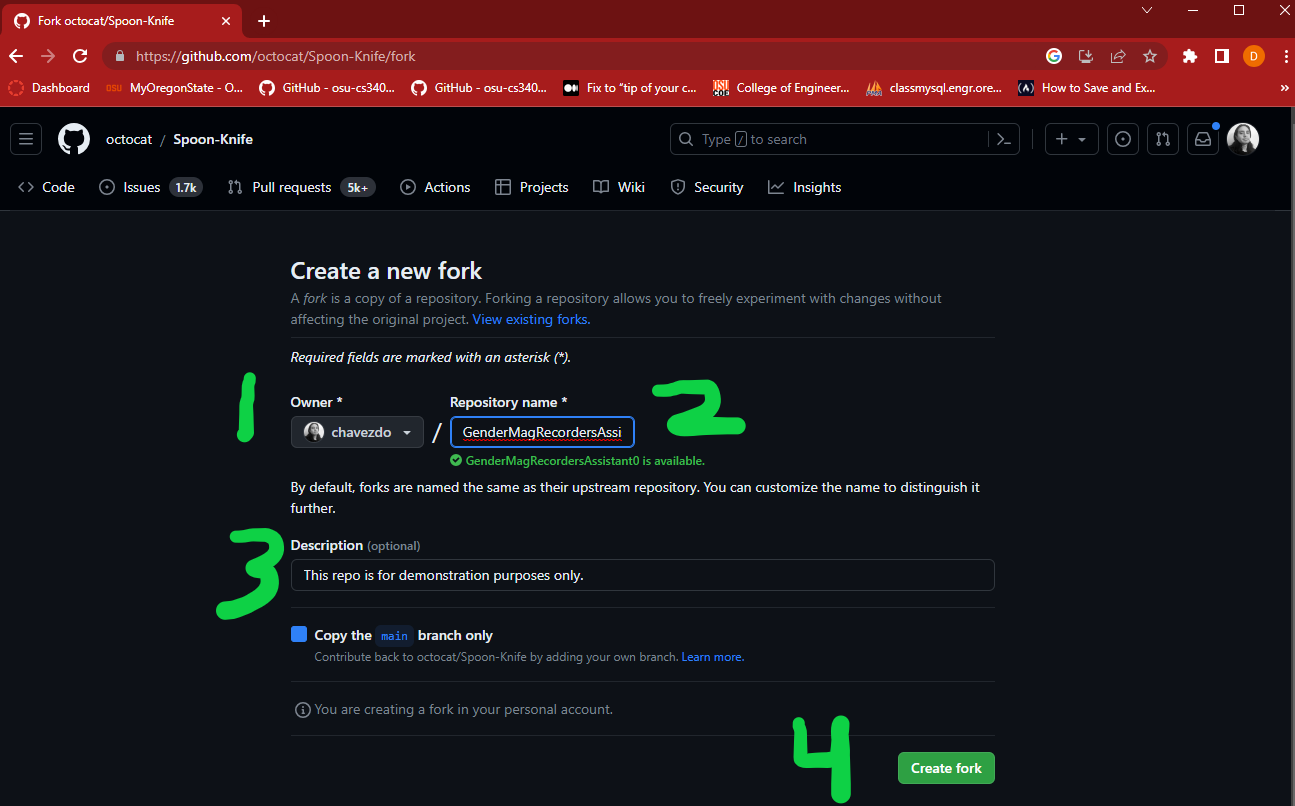 Fork octocat/Spoon-Knife
https://github.com/octocat/Spoon-Knife/fork
D
Dashboard
OSU MyOregonState - O...
GitHub - osu-cs340...
GitHub - osu-cs340...
Fix to "tip of your c...
College of Engineer...
classmysql.engr.ore...
How to Save and Ex...
octocat / Spoon-Knife
Type / to search
Code
Issues 1.7k
Pull requests 5k+
Actions
Projects
Wiki
Security
Insights
Create a new fork
A fork is a copy of a repository. Forking a repository allows you to freely experiment with changes without
affecting the original project. View existing forks.
Required fields are marked with an asterisk (*).
1
Owner *
chavezdo
/
Repository name *
GenderMagRecordersAssi
2
GenderMagRecordersAssistant0 is available.
By default, forks are named the same as their upstream repository. You can customize the name to distinguish it
further.
3
Description (optional)
This repo is for demonstration purposes only.
Copy the main branch only
Contribute back to octocat/Spoon-Knife by adding your own branch. Learn more.
You are creating a fork in your personal account.
4
Create fork